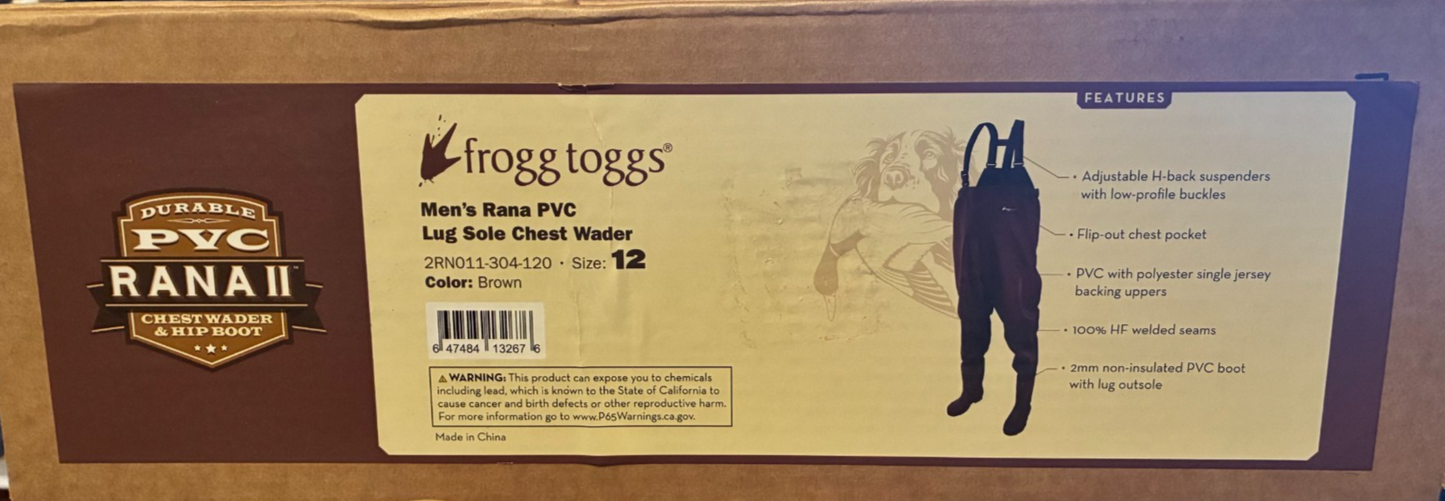 DURABLE
PVC
RANA II™
CHEST WADER
& HIP BOOT
frogg toggs®
Men's Rana PVC
Lug Sole Chest Wader
2RN011-304-120 · Size: 12
Color: Brown
6 47484 13267 6
⚠ WARNING: This product can expose you to chemicals
including lead, which is known to the State of California to
cause cancer and birth defects or other reproductive harm.
For more information go to www.P65Warnings.ca.gov.
Made in China
FEATURES
• Adjustable H-back suspenders
with low-profile buckles
• Flip-out chest pocket
• PVC with polyester single jersey
backing uppers
• 100% HF welded seams
• 2mm non-insulated PVC boot
with lug outsole